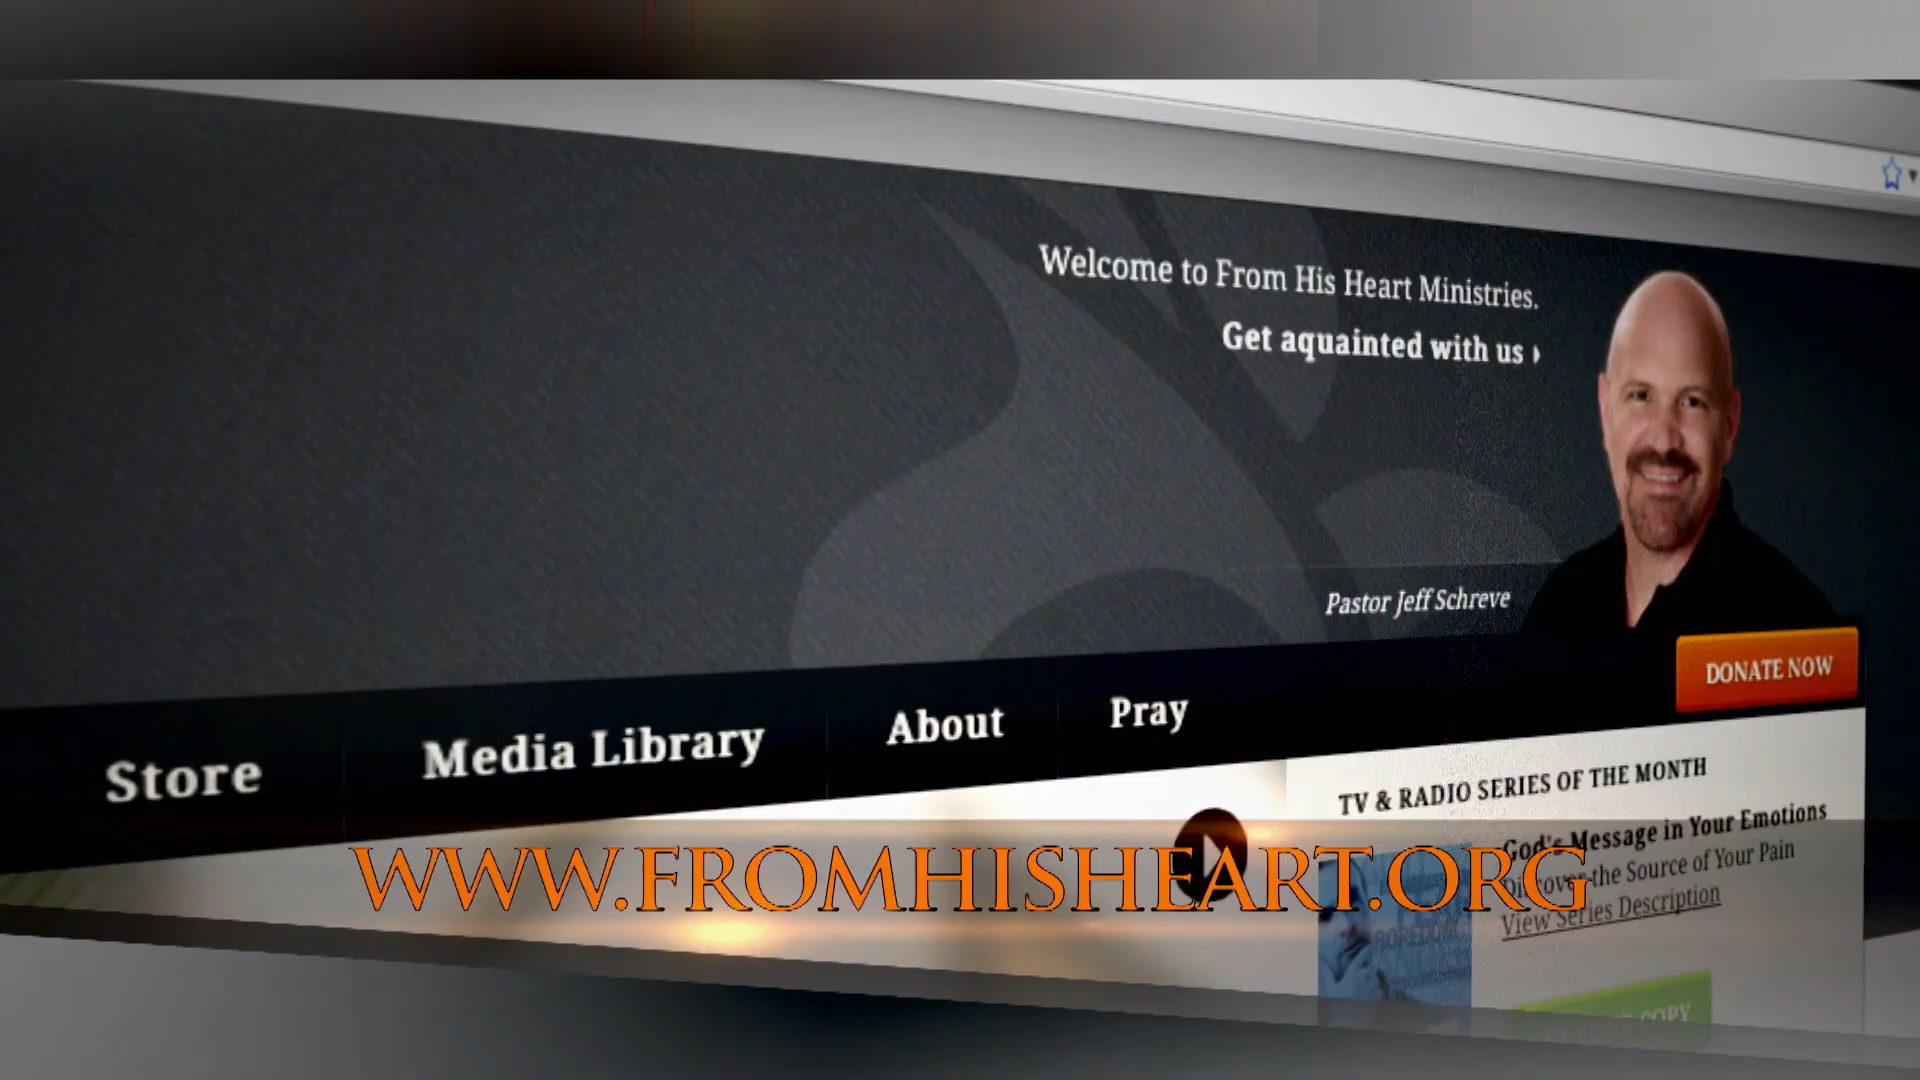 Welcome to From His Heart Ministries.
Get aquainted with us
Pastor Jeff Schreve
DONATE NOW
Store
Media Library
About
Pray
TV & RADIO SERIES OF THE MONTH
God's Message in Your Emotions
Discover the Source of Your Pain
View Series Description
WWW.FROMHISHEART.ORG
BOREDOM
COPY